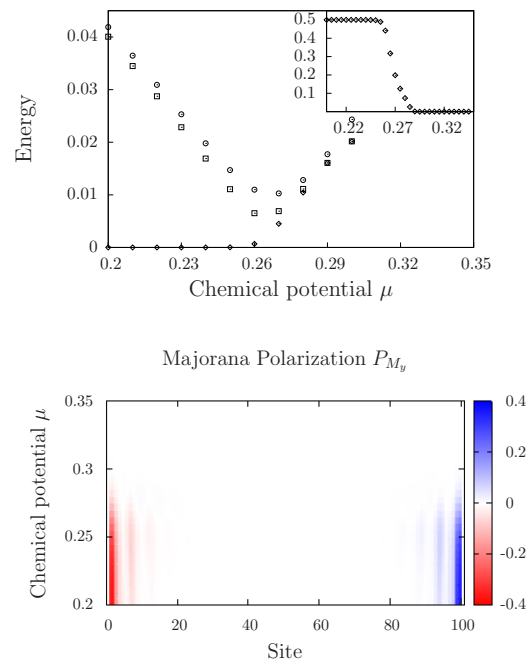 0.5
0.4
0.3
0.2
0.1
0.22 0.27 0.32
0.04
0.03
0.02
0.01
0
Energy
0.2 0.23 0.26 0.29 0.32 0.35
Chemical potential μ
Majorana Polarization P_{M_y}
0.35
0.3
0.25
0.2
Chemical potential μ
0 20 40 60 80 100
Site
0.4
0.2
0
-0.2
-0.4